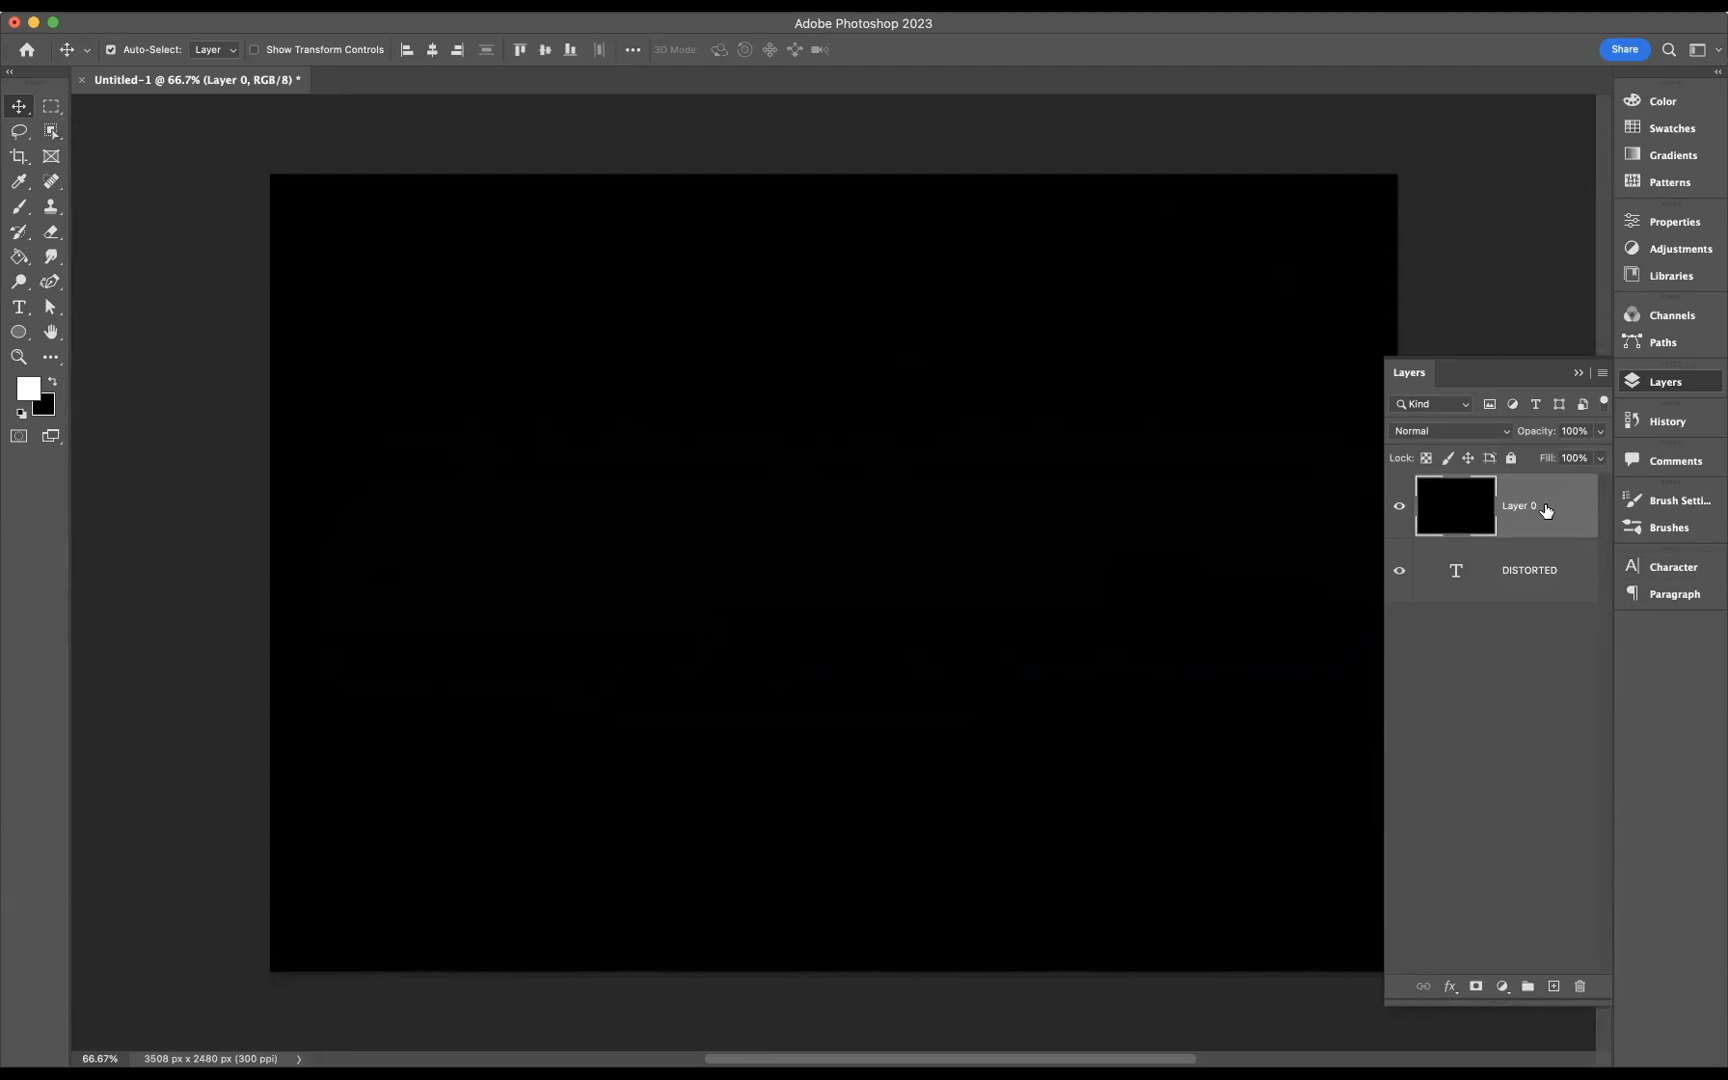 Adobe Photoshop 2023
Auto-Select: Layer Show Transform Controls 3D Mode: Share
Untitled-1 @ 66.7% (Layer 0, RGB/8) *
Color
Swatches
Gradients
Patterns
Properties
Adjustments
Libraries
Channels
Paths
Layers
History
Comments
Brush Setti...
Brushes
Character
Paragraph
Layers
Kind
Normal Opacity: 100%
Lock: Fill: 100%
Layer 0
DISTORTED
66.67% 3508 px x 2480 px (300 ppi)